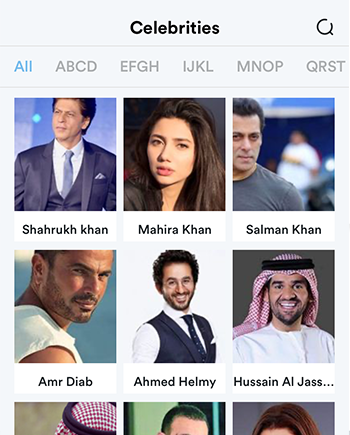 Celebrities
All ABCD EFGH IJKL MNOP QRST
Shahrukh khan Mahira Khan Salman Khan
Amr Diab Ahmed Helmy Hussain Al Jass...